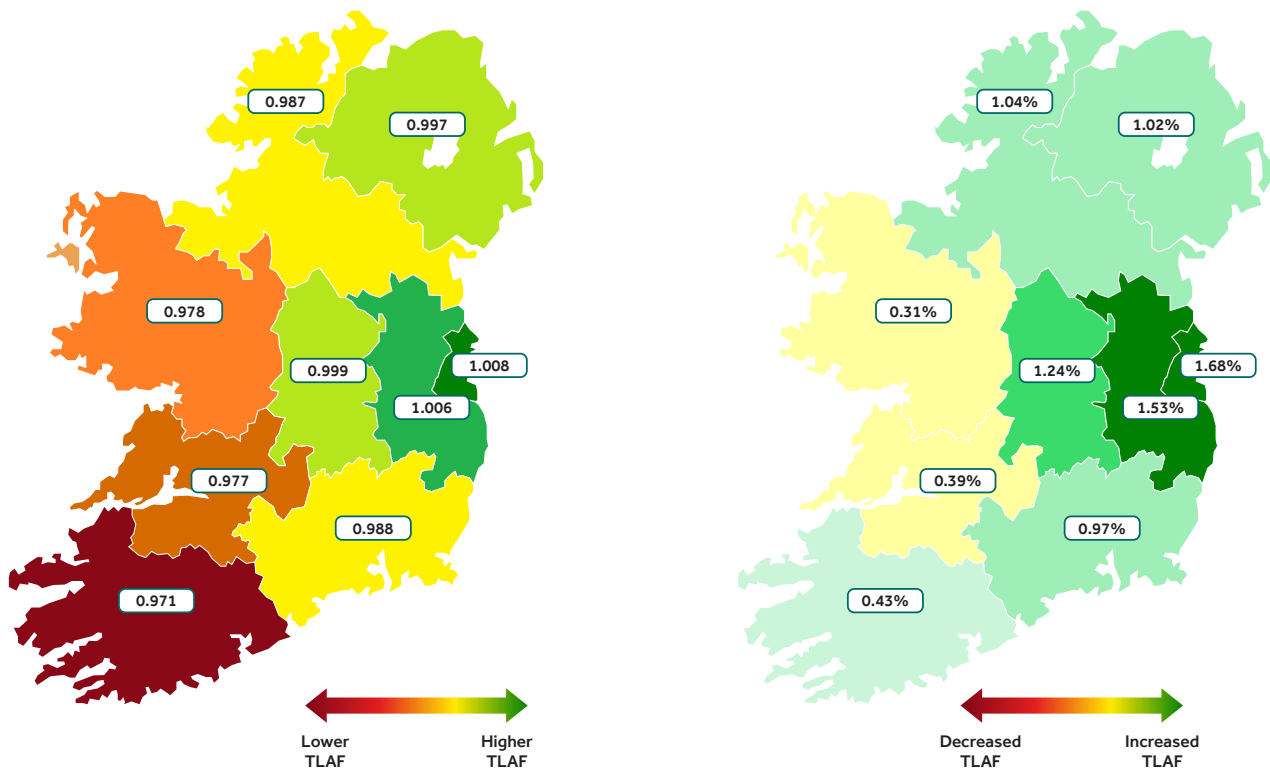 0.987
0.997
0.978
0.999
1.008
1.006
0.977
0.988
0.971
Lower
TLAF
Higher
TLAF
1.04%
1.02%
0.31%
1.24%
1.68%
1.53%
0.39%
0.97%
0.43%
Decreased
TLAF
Increased
TLAF